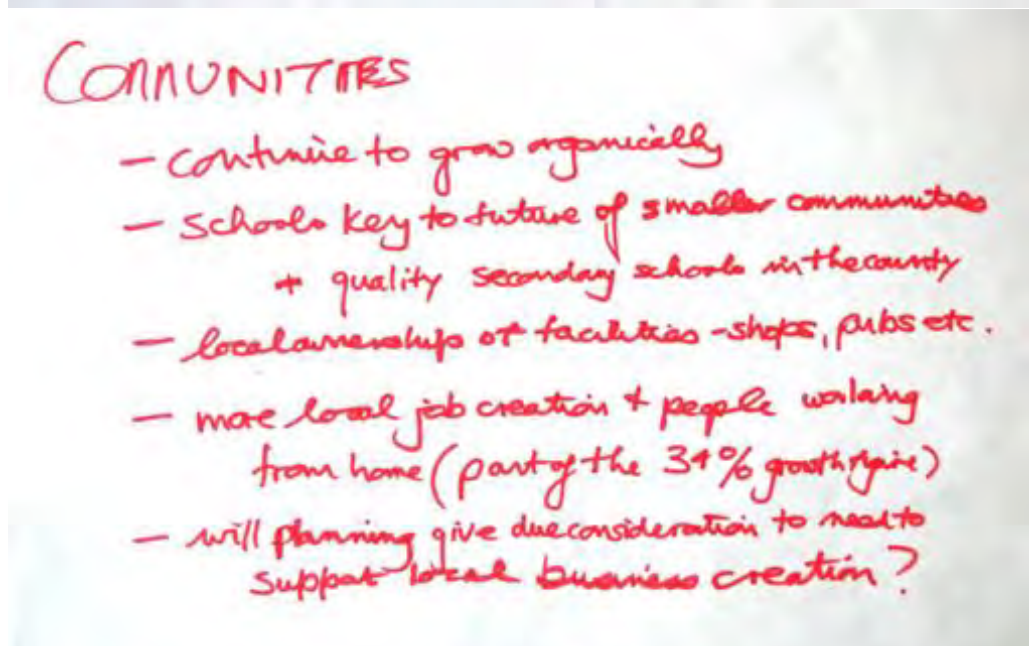 COMMUNITIES
- continue to grow organically
- schools key to future of smaller communities
+ quality secondary schools in the county
- local ownership of facilities - shops, pubs etc.
- more local job creation + people working
from home (part of the 34% growth figure)
- will planning give due consideration to need to
support local business creation?